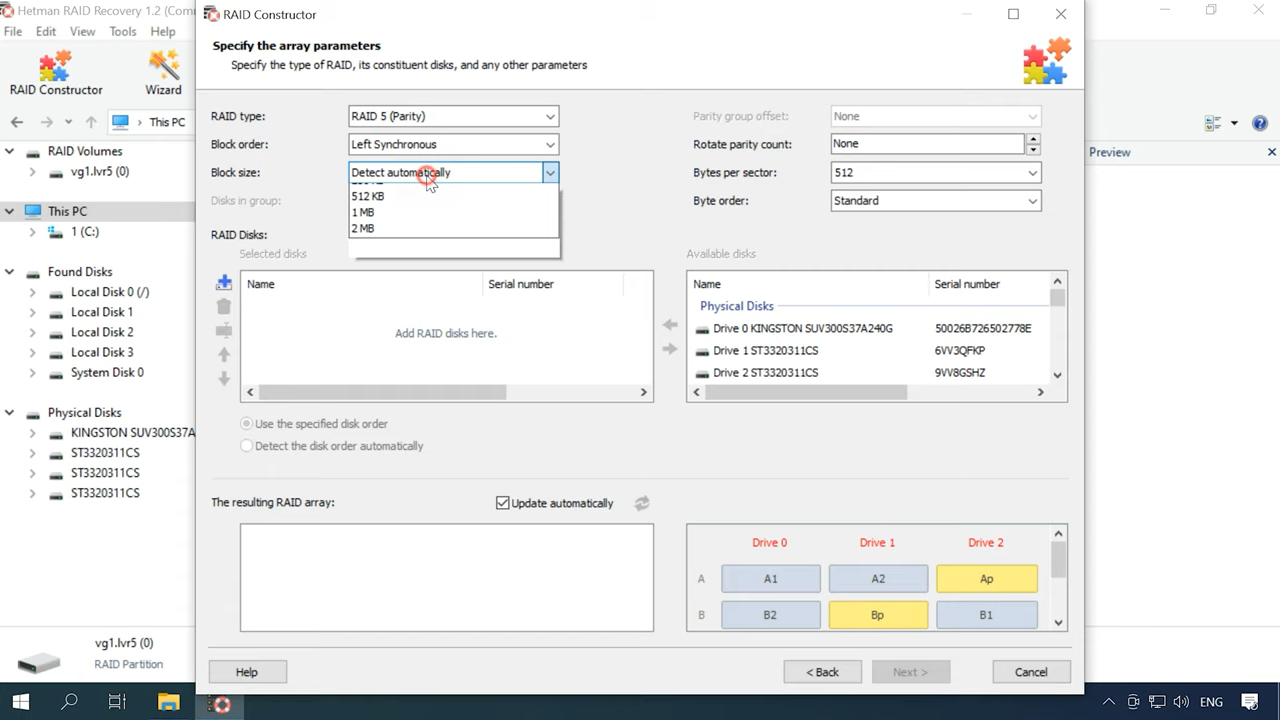 Hetman RAID Recovery 1.2 (Com
RAID Constructor
File Edit View Tools Help
RAID Constructor
Wizard
This PC
RAID Volumes
vg1.lvr5 (0)
This PC
1 (C:)
Found Disks
Local Disk 0 (/)
Local Disk 1
Local Disk 2
Local Disk 3
System Disk 0
Physical Disks
KINGSTON SUV300S37A
ST3320311CS
ST3320311CS
ST3320311CS
vg1.lvr5 (0)
RAID Partition
Specify the array parameters
Specify the type of RAID, its constituent disks, and any other parameters
RAID type: RAID 5 (Parity)
Block order: Left Synchronous
Block size: Detect automatically
512 KB
1 MB
2 MB
Disks in group:
RAID Disks:
Parity group offset: None
Rotate parity count: None
Bytes per sector: 512
Byte order: Standard
Selected disks
Name Serial number
Add RAID disks here.
Available disks
Name Serial number
Physical Disks
Drive 0 KINGSTON SUV300S37A240G 50026B726502778E
Drive 1 ST3320311CS 6VV3QFKP
Drive 2 ST3320311CS 9VV8GSHZ
Use the specified disk order
Detect the disk order automatically
The resulting RAID array: Update automatically
Drive 0 Drive 1 Drive 2
A A1 A2 Ap
B B2 Bp B1
Help < Back Next > Cancel
Preview
ENG